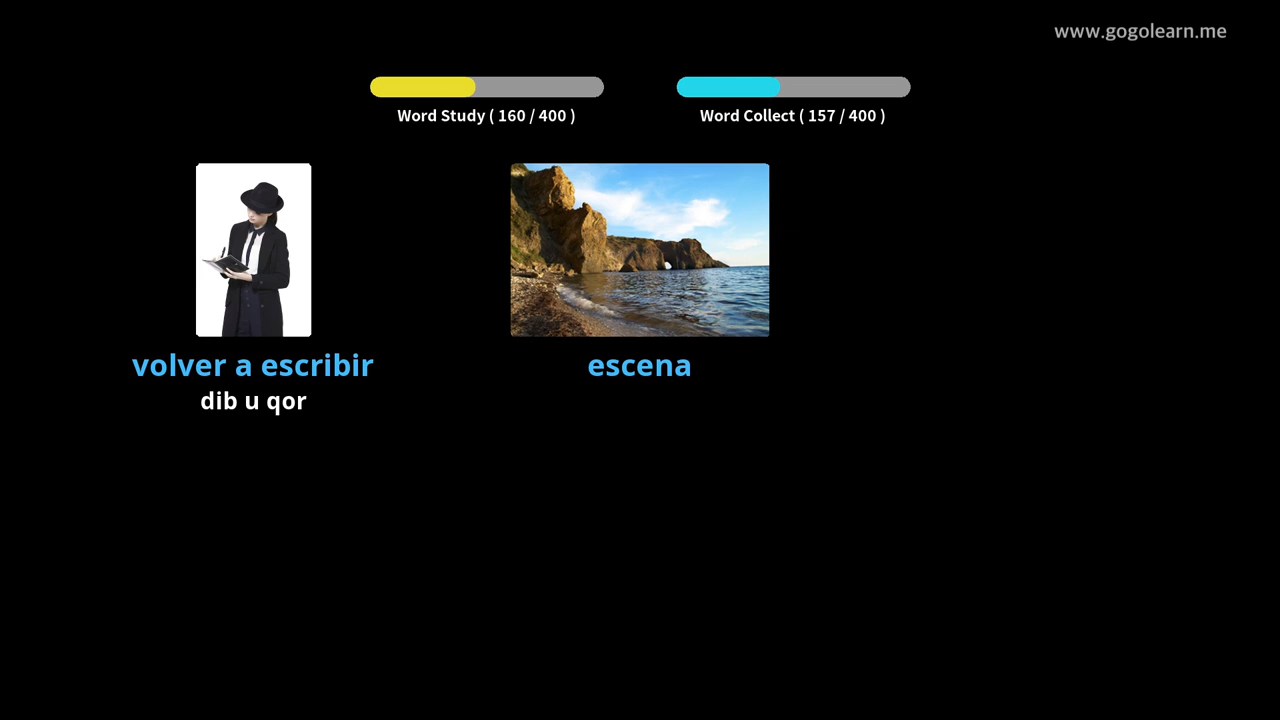 www.gogolearn.me
Word Study ( 160 / 400 )
Word Collect ( 157 / 400 )
volver a escribir
dib u qor
escena